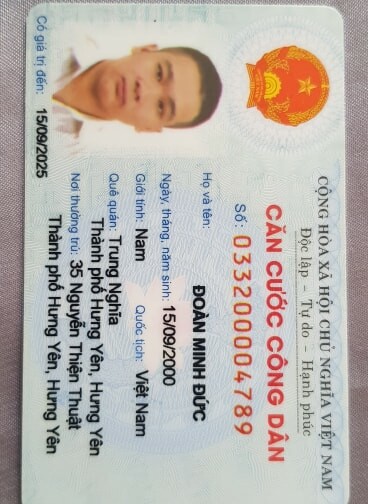 CỘNG HÒA XÃ HỘI CHỦ NGHĨA VIỆT NAM
Độc lập – Tự do – Hạnh phúc
CĂN CƯỚC CÔNG DÂN
Số: 033200004789
Họ và tên:
ĐOÀN MINH ĐỨC
Ngày, tháng, năm sinh: 15/09/2000
Giới tính: Nam Quốc tịch: Việt Nam
Quê quán: Trung Nghĩa
Thành phố Hưng Yên, Hưng Yên
Nơi thường trú: 35 Nguyễn Thiện Thuật
Thành phố Hưng Yên, Hưng Yên
Có giá trị đến: 15/09/2025